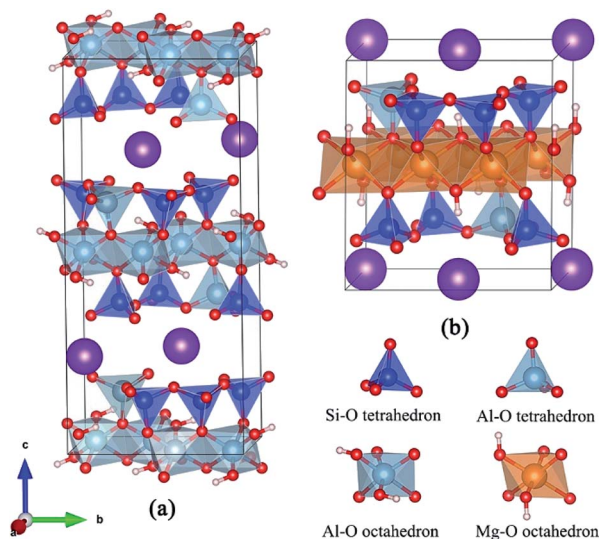 (b)
Si-O tetrahedron Al-O tetrahedron
c
a b
(a)
Al-O octahedron Mg-O octahedron